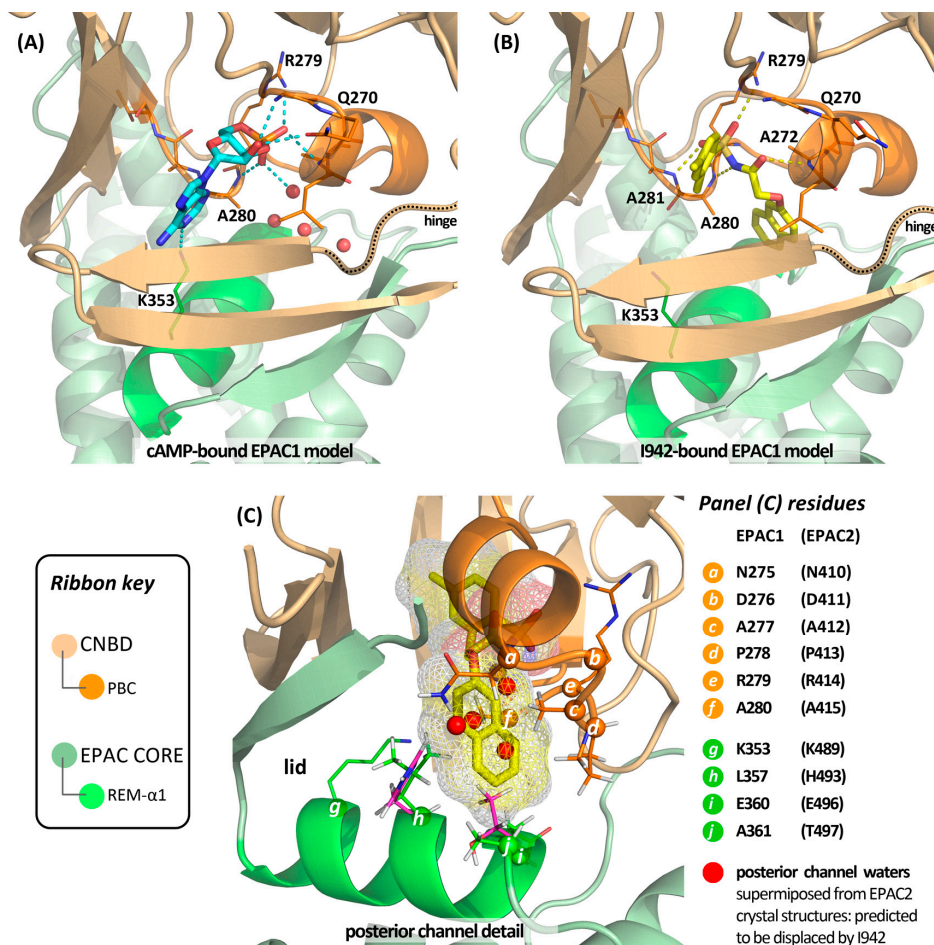 (A)
R279
Q270
A280
hinge
K353
cAMP-bound EPAC1 model
(B)
R279
Q270
A272
A281
A280
hinge
K353
I942-bound EPAC1 model
Ribbon key
CNBD
PBC
EPAC CORE
REM-α1
(C)
a
b
e
c
f
d
lid
g
h
j
i
posterior channel detail
Panel (C) residues
EPAC1 (EPAC2)
a N275 (N410)
b D276 (D411)
c A277 (A412)
d P278 (P413)
e R279 (R414)
f A280 (A415)
g K353 (K489)
h L357 (H493)
i E360 (E496)
j A361 (T497)
posterior channel waters
supermiposed from EPAC2
crystal structures: predicted
to be displaced by I942